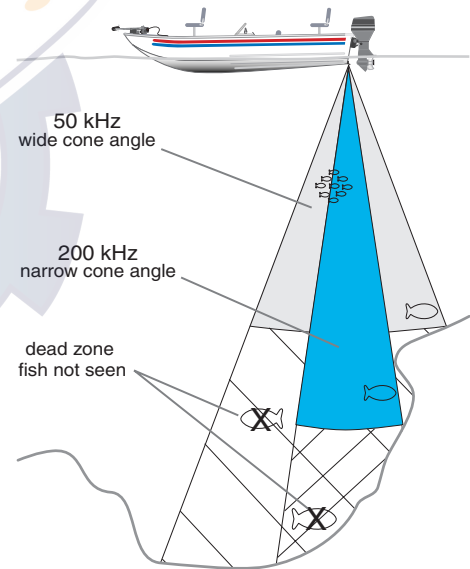 50 kHz
wide cone angle
200 kHz
narrow cone angle
dead zone
fish not seen
X
X